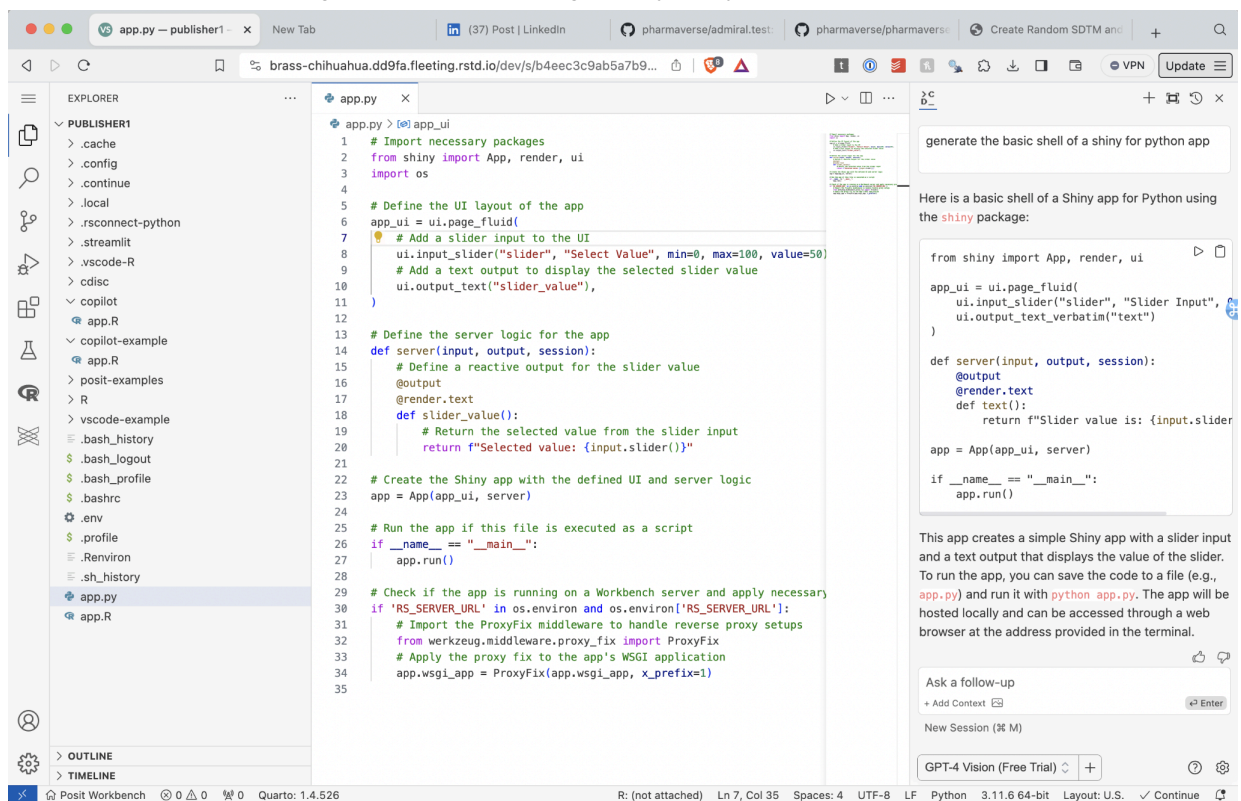 app.py — publisher1 –
New Tab
(37) Post | LinkedIn
pharmaverse/admiral.test
pharmaverse/pharmaverse
Create Random SDTM and
brass-chihuahua.dd9fa.fleeting.rstd.io/dev/s/b4eec3c9ab5a7b9...
VPN
Update
EXPLORER
PUBLISHER1
.cache
.config
.continue
.local
.rsconnect-python
.streamlit
.vscode-R
cdisc
copilot
app.R
copilot-example
app.R
posit-examples
R
vscode-example
.bash_history
.bash_logout
.bash_profile
.bashrc
.env
.profile
.Renviron
.sh_history
app.py
app.R
OUTLINE
TIMELINE
app.py
app.py > app_ui
1 # Import necessary packages
2 from shiny import App, render, ui
3 import os
4
5 # Define the UI layout of the app
6 app_ui = ui.page_fluid(
7 # Add a slider input to the UI
8 ui.input_slider("slider", "Select Value", min=0, max=100, value=50)
9 # Add a text output to display the selected slider value
10 ui.output_text("slider_value"),
11 )
12
13 # Define the server logic for the app
14 def server(input, output, session):
15 # Define a reactive output for the slider value
16 @output
17 @render.text
18 def slider_value():
19 # Return the selected value from the slider input
20 return f"Selected value: {input.slider()}"
21
22 # Create the Shiny app with the defined UI and server logic
23 app = App(app_ui, server)
24
25 # Run the app if this file is executed as a script
26 if __name__ == "__main__":
27 app.run()
28
29 # Check if the app is running on a Workbench server and apply necessary
30 if 'RS_SERVER_URL' in os.environ and os.environ['RS_SERVER_URL']:
31 # Import the ProxyFix middleware to handle reverse proxy setups
32 from werkzeug.middleware.proxy_fix import ProxyFix
33 # Apply the proxy fix to the app's WSGI application
34 app.wsgi_app = ProxyFix(app.wsgi_app, x_prefix=1)
35
generate the basic shell of a shiny for python app
Here is a basic shell of a Shiny app for Python using
the shiny package:
from shiny import App, render, ui
app_ui = ui.page_fluid(
ui.input_slider("slider", "Slider Input",
ui.output_text_verbatim("text")
)
def server(input, output, session):
@output
@render.text
def text():
return f"Slider value is: {input.slider
app = App(app_ui, server)
if __name__ == "__main__":
app.run()
This app creates a simple Shiny app with a slider input
and a text output that displays the value of the slider.
To run the app, you can save the code to a file (e.g.,
app.py) and run it with python app.py. The app will be
hosted locally and can be accessed through a web
browser at the address provided in the terminal.
Ask a follow-up
+ Add Context
Enter
New Session (⌘ M)
GPT-4 Vision (Free Trial)
Posit Workbench 0 0 0 Quarto: 1.4.526
R: (not attached) Ln 7, Col 35 Spaces: 4 UTF-8 LF Python 3.11.6 64-bit Layout: U.S. Continue